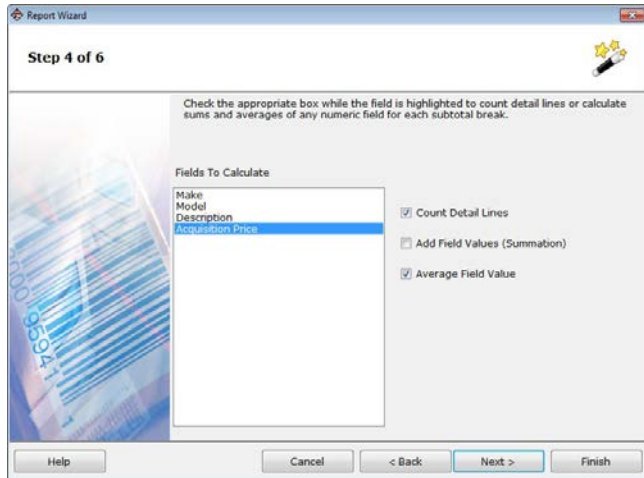 Report Wizard
Step 4 of 6
Check the appropriate box while the field is highlighted to count detail lines or calculate
sums and averages of any numeric field for each subtotal break.
Fields To Calculate
Make
Model
Description
Acquisition Price
Count Detail Lines
Add Field Values (Summation)
Average Field Value
95941
Help
Cancel
< Back
Next >
Finish